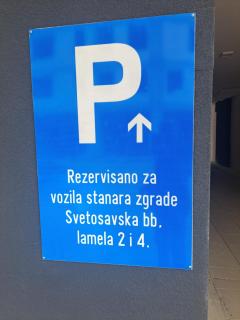 P
Rezervisano za
vozila stanara zgrade
Svetosavska bb,
lamela 2 i 4.